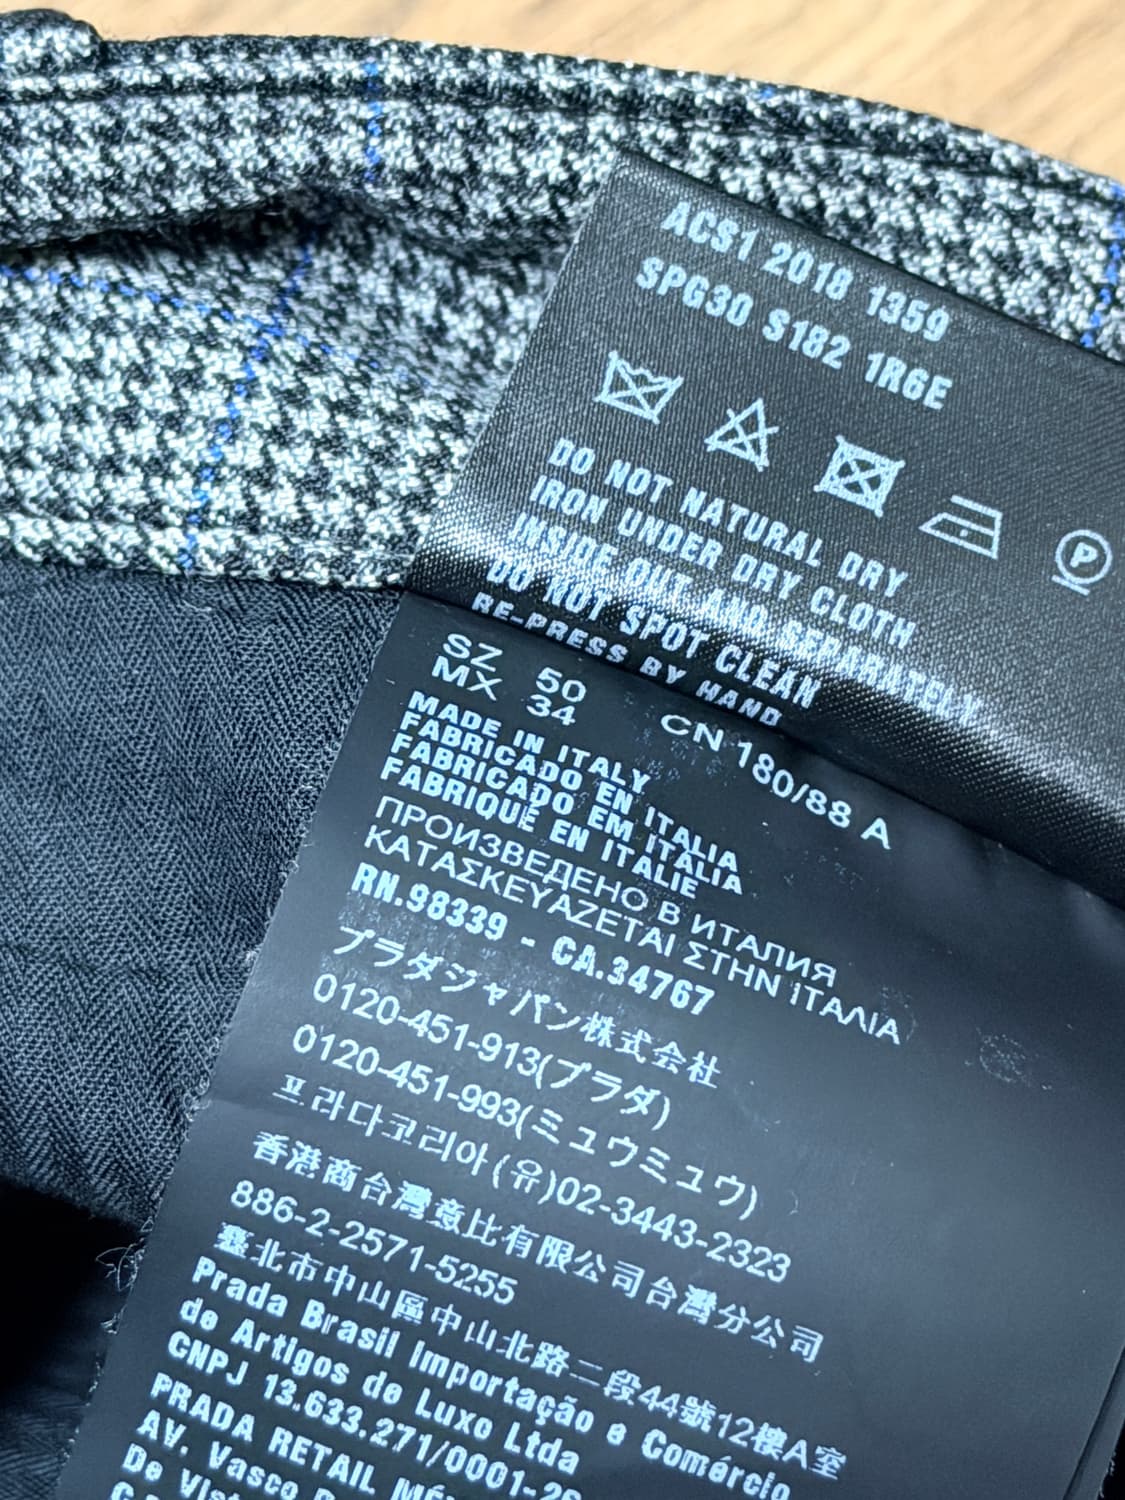 ACS1 2018 1359
SPG30 S182 1R6E
P
DO NOT NATURAL DRY
IRON UNDER DRY CLOTH
INSIDE OUT AND SEPARATELY
DO NOT SPOT CLEAN
RE-PRESS BY HAND
SZ 50 CN 180/88 A
MX 34
MADE IN ITALY
FABRICADO EN ITALIA
FABRICADO EM ITÁLIA
FABRIQUÉ EN ITALIE
ПРОИЗВЕДЕНО В ИТАЛИЯ
ΚΑΤΑΣΚΕΥΑΖΕΤΑΙ ΣΤΗΝ ΙΤΑΛΙΑ
RN.98339 - CA.34767
プラダジャパン株式会社
0120-451-913(プラダ)
0120-451-993(ミュウミュウ)
프라다코리아(유)02-3443-2323
香港商台灣意比有限公司台灣分公司
886-2-2571-5255
臺北市中山區中山北路二段44號12樓A室
Prada Brasil Importação e Comércio
de Artigos de Luxo Ltda
CNPJ 13.633.271/0001-26
PRADA RETAIL
AV. Vasco
De